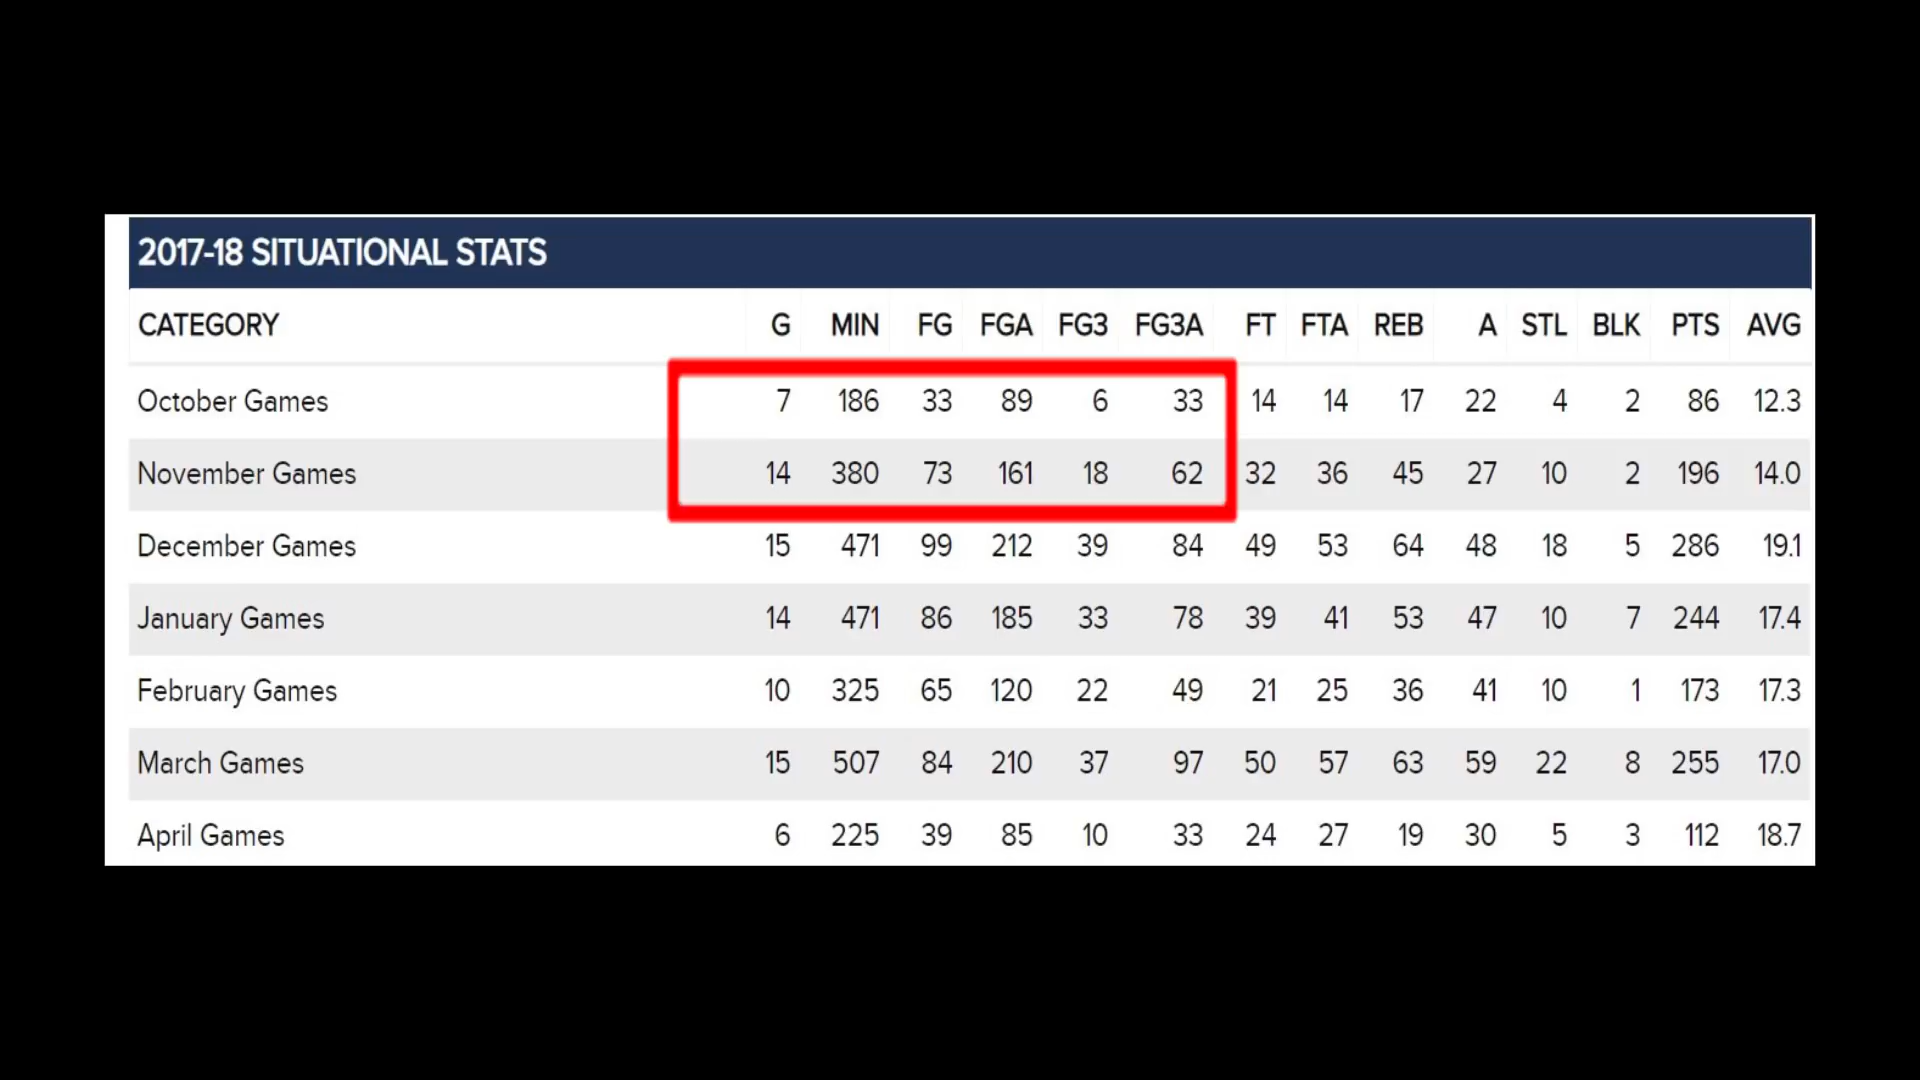 2017-18 SITUATIONAL STATS
CATEGORY G MIN FG FGA FG3 FG3A FT FTA REB A STL BLK PTS AVG
October Games 7 186 33 89 6 33 14 14 17 22 4 2 86 12.3
November Games 14 380 73 161 18 62 32 36 45 27 10 2 196 14.0
December Games 15 471 99 212 39 84 49 53 64 48 18 5 286 19.1
January Games 14 471 86 185 33 78 39 41 53 47 10 7 244 17.4
February Games 10 325 65 120 22 49 21 25 36 41 10 1 173 17.3
March Games 15 507 84 210 37 97 50 57 63 59 22 8 255 17.0
April Games 6 225 39 85 10 33 24 27 19 30 5 3 112 18.7